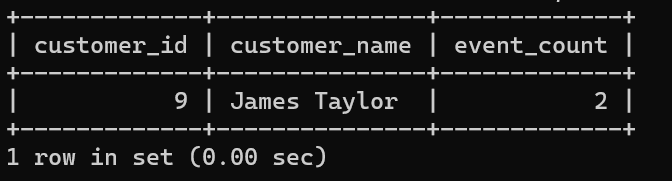 +-------------+---------------+-------------+
| customer_id | customer_name | event_count |
+-------------+---------------+-------------+
|           9 | James Taylor  |           2 |
+-------------+---------------+-------------+
1 row in set (0.00 sec)